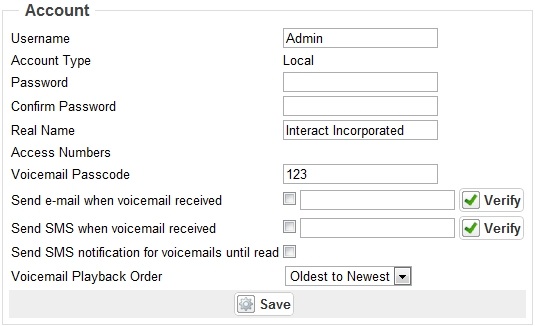 Account
Username Admin
Account Type Local
Password
Confirm Password
Real Name Interact Incorporated
Access Numbers
Voicemail Passcode 123
Send e-mail when voicemail received Verify
Send SMS when voicemail received Verify
Send SMS notification for voicemails until read
Voicemail Playback Order Oldest to Newest
Save